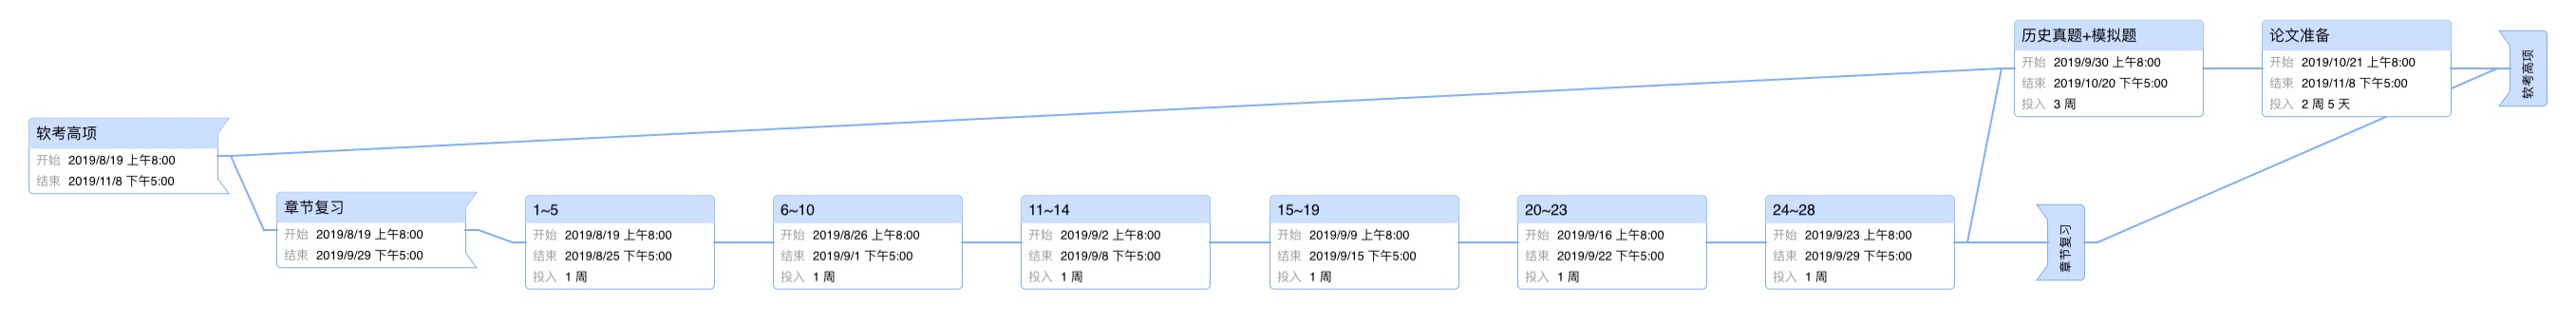 软考高项
开始 2019/8/19 上午8:00
结束 2019/11/8 下午5:00
章节复习
开始 2019/8/19 上午8:00
结束 2019/9/29 下午5:00
1~5
开始 2019/8/19 上午8:00
结束 2019/8/25 下午5:00
投入 1 周
6~10
开始 2019/8/26 上午8:00
结束 2019/9/1 下午5:00
投入 1 周
11~14
开始 2019/9/2 上午8:00
结束 2019/9/8 下午5:00
投入 1 周
15~19
开始 2019/9/9 上午8:00
结束 2019/9/15 下午5:00
投入 1 周
20~23
开始 2019/9/16 上午8:00
结束 2019/9/22 下午5:00
投入 1 周
24~28
开始 2019/9/23 上午8:00
结束 2019/9/29 下午5:00
投入 1 周
章节复习
历史真题+模拟题
开始 2019/9/30 上午8:00
结束 2019/10/20 下午5:00
投入 3 周
论文准备
开始 2019/10/21 上午8:00
结束 2019/11/8 下午5:00
投入 2 周 5 天
软考高项